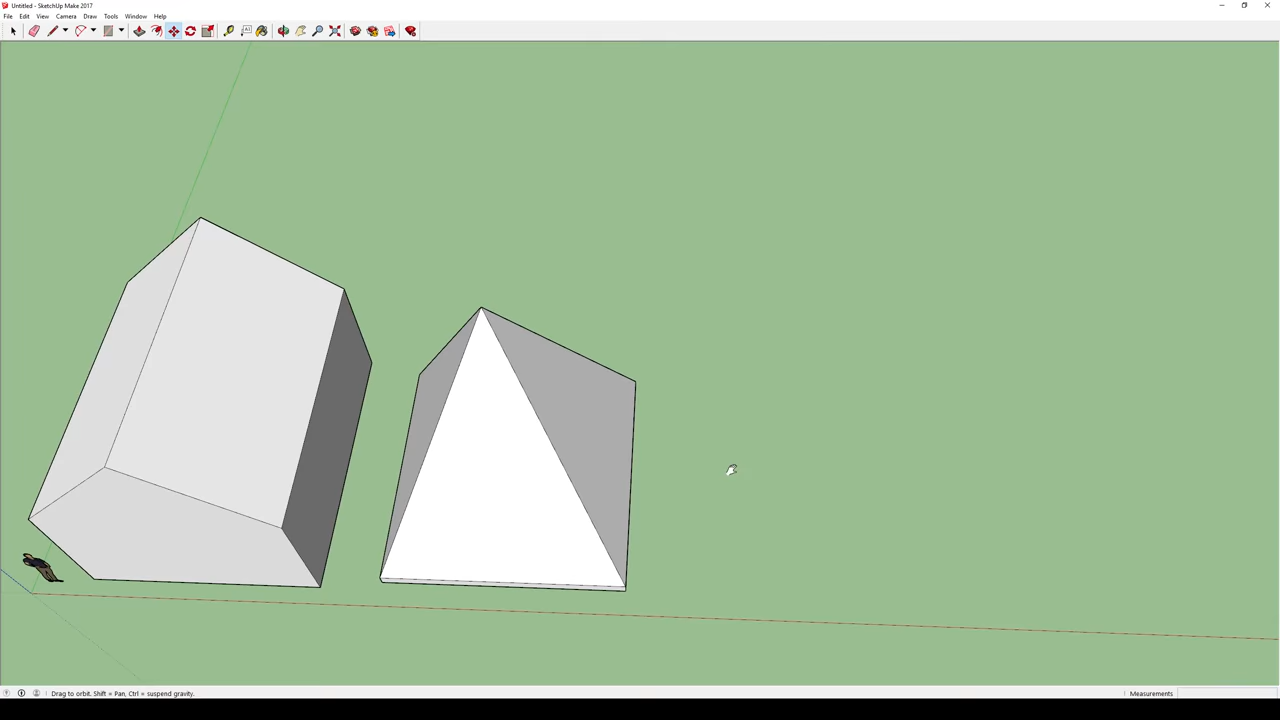 Untitled - SketchUp Make 2017
File Edit View Camera Draw Tools Window Help
Drag to orbit. Shift = Pan, Ctrl = suspend gravity.
Measurements